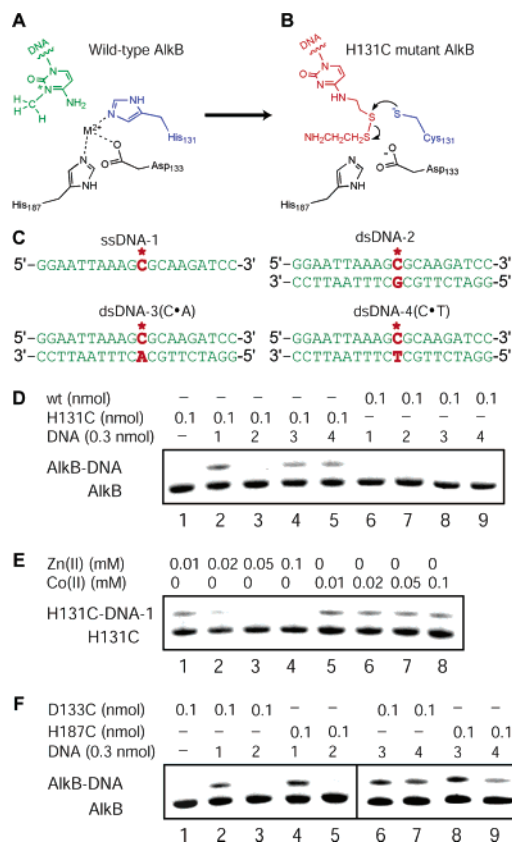 A
B
Wild-type AlkB
H131C mutant AlkB
DNA
DNA
O
N
N
N+
O
N
N
H
H
C
H
NH2
HN
S
S
S-
NH2CH2CH2
M2+
N
NH
His131
Cys131
O
O
Asp133
-O
O
Asp133
N
NH
His187
N
NH
His187
C
ssDNA-1
dsDNA-2
*
*
5'-GGAATTAAAGCGCAAGATCC-3'
5'-GGAATTAAAGCGCAAGATCC-3'
3'-CCTTAATTTCGCGTTCTAGG-5'
dsDNA-3(C•A)
dsDNA-4(C•T)
*
*
5'-GGAATTAAAGCGCAAGATCC-3'
3'-CCTTAATTTCACGTTCTAGG-5'
5'-GGAATTAAAGCGCAAGATCC-3'
3'-CCTTAATTTCTCGTTCTAGG-5'
D
wt (nmol) – – – – – 0.1 0.1 0.1 0.1
H131C (nmol) 0.1 0.1 0.1 0.1 0.1 – – – –
DNA (0.3 nmol) – 1 2 3 4 1 2 3 4
AlkB-DNA
AlkB
1 2 3 4 5 6 7 8 9
E
Zn(II) (mM) 0.01 0.02 0.05 0.1 0 0 0 0
Co(II) (mM) 0 0 0 0 0.01 0.02 0.05 0.1
H131C-DNA-1
H131C
1 2 3 4 5 6 7 8
F
D133C (nmol) 0.1 0.1 0.1 – – 0.1 0.1 – –
H187C (nmol) – – – 0.1 0.1 – – 0.1 0.1
DNA (0.3 nmol) – 1 2 1 2 3 4 3 4
AlkB-DNA
AlkB
1 2 3 4 5 6 7 8 9